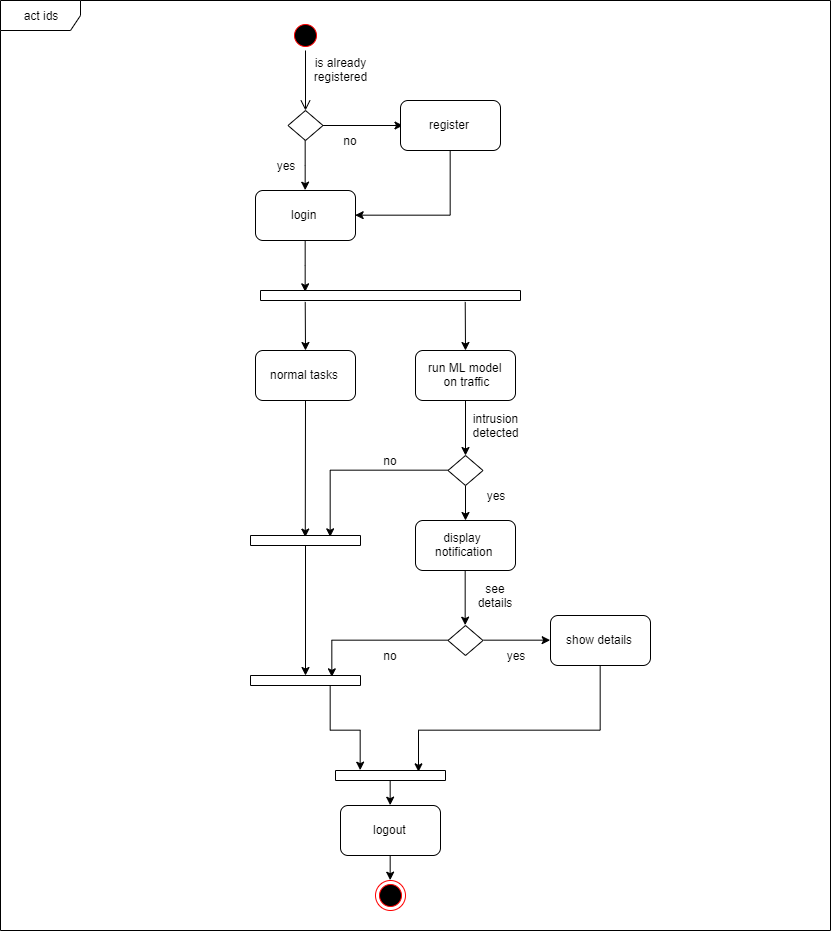 act ids
is already
registered
register
no
yes
login
normal tasks
run ML model
on traffic
intrusion
detected
no
yes
display
notification
see
details
show details
no
yes
logout